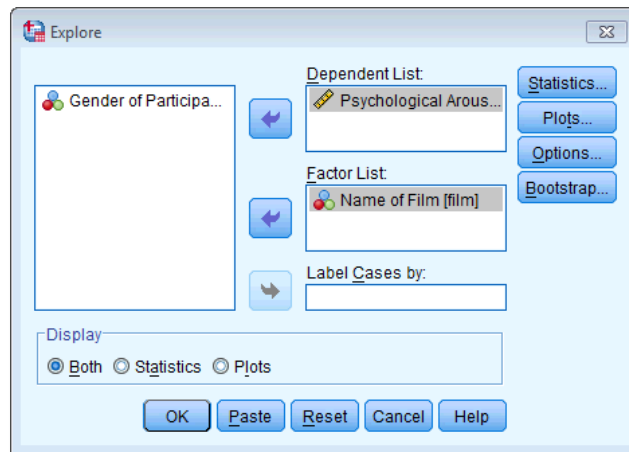 Explore
Gender of Participa...
Dependent List:
Psychological Arous...
Factor List:
Name of Film [film]
Label Cases by:
Statistics...
Plots...
Options...
Bootstrap...
Display
Both Statistics Plots
OK Paste Reset Cancel Help